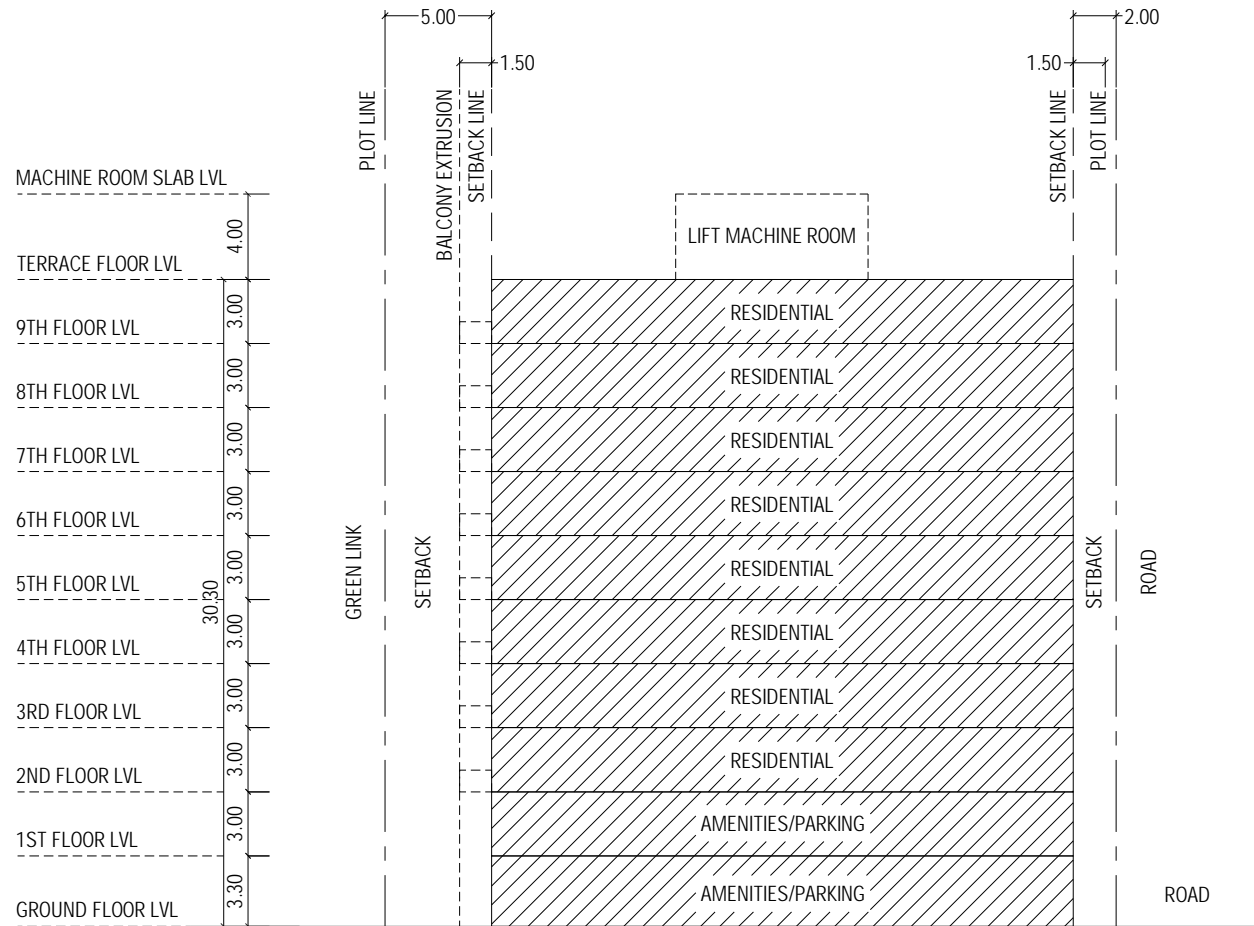 5.00
2.00
1.50
1.50
PLOT LINE
BALCONY EXTRUSION
SETBACK LINE
SETBACK LINE
PLOT LINE
MACHINE ROOM SLAB LVL
4.00
LIFT MACHINE ROOM
TERRACE FLOOR LVL
3.00
RESIDENTIAL
9TH FLOOR LVL
3.00
RESIDENTIAL
8TH FLOOR LVL
3.00
RESIDENTIAL
7TH FLOOR LVL
3.00
RESIDENTIAL
6TH FLOOR LVL
3.00
RESIDENTIAL
5TH FLOOR LVL
30.30
GREEN LINK
SETBACK
SETBACK
ROAD
3.00
RESIDENTIAL
4TH FLOOR LVL
3.00
RESIDENTIAL
3RD FLOOR LVL
3.00
RESIDENTIAL
2ND FLOOR LVL
3.00
AMENITIES/PARKING
1ST FLOOR LVL
3.30
AMENITIES/PARKING
ROAD
GROUND FLOOR LVL